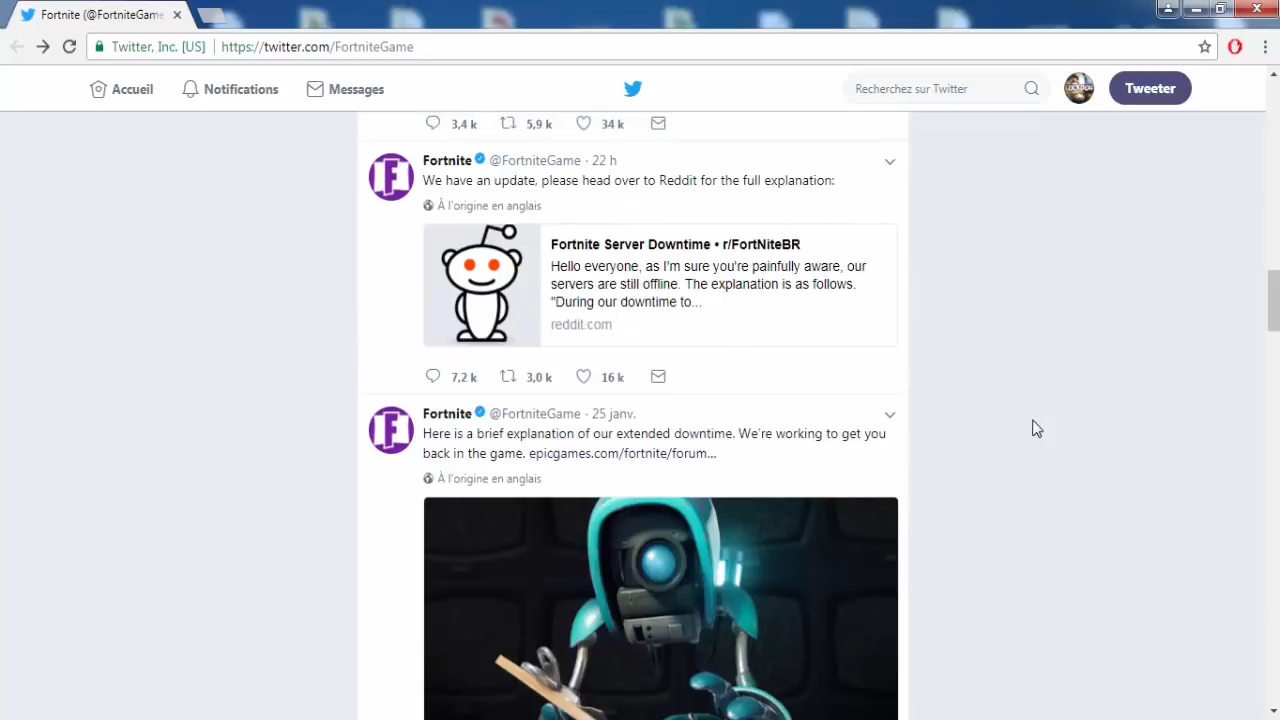 Fortnite (@FortniteGame
Twitter, Inc. [US] https://twitter.com/FortniteGame
Accueil Notifications Messages Recherchez sur Twitter Tweeter
3,4 k 5,9 k 34 k
Fortnite @FortniteGame · 22 h
We have an update, please head over to Reddit for the full explanation:
À l'origine en anglais
Fortnite Server Downtime • r/FortNiteBR
Hello everyone, as I'm sure you're painfully aware, our
servers are still offline. The explanation is as follows.
"During our downtime to...
reddit.com
7,2 k 3,0 k 16 k
Fortnite @FortniteGame · 25 janv.
Here is a brief explanation of our extended downtime. We're working to get you
back in the game. epicgames.com/fortnite/forum...
À l'origine en anglais